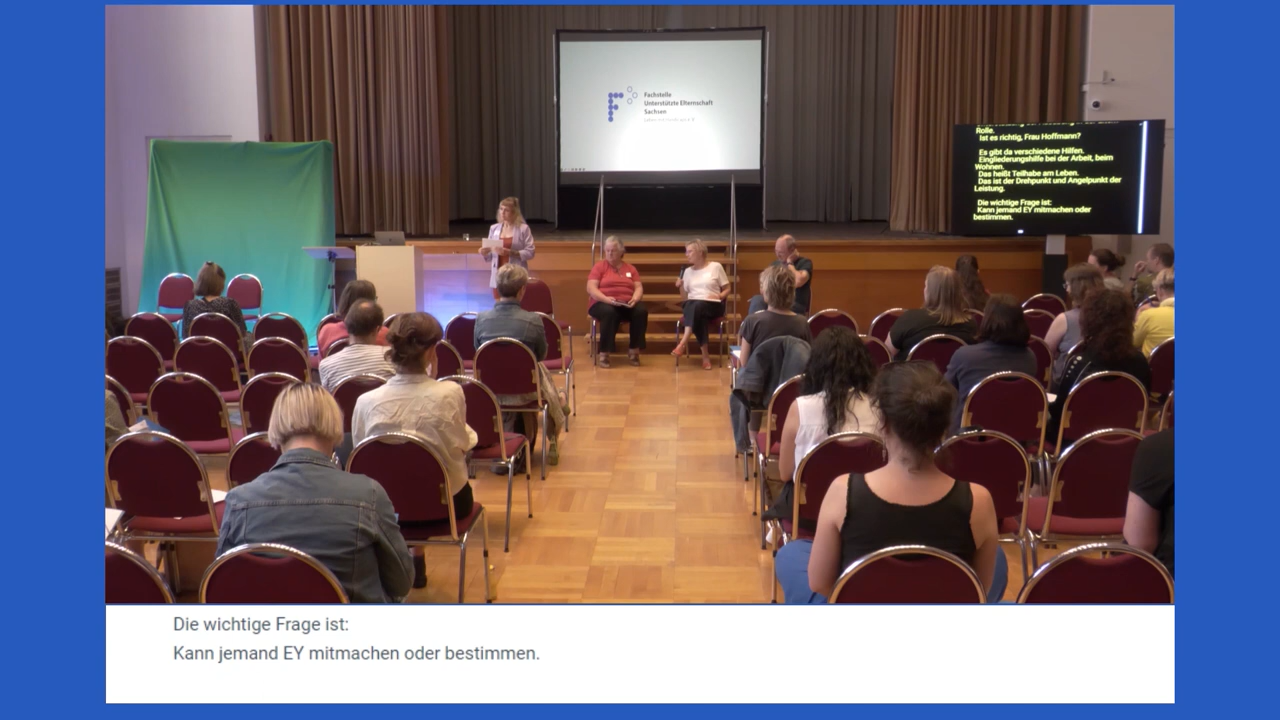 Fachstelle
Unterstützte Elternschaft
Sachsen
Rolle.
Ist es richtig, Frau Hoffmann?
Es gibt da verschiedene Hilfen.
Eingliederungshilfe bei der Arbeit, beim
Wohnen.
Das heißt Teilhabe am Leben.
Das ist der Drehpunkt und Angelpunkt der
Leistung.
Die wichtige Frage ist:
Kann jemand EY mitmachen oder
bestimmen.
Die wichtige Frage ist:
Kann jemand EY mitmachen oder bestimmen.